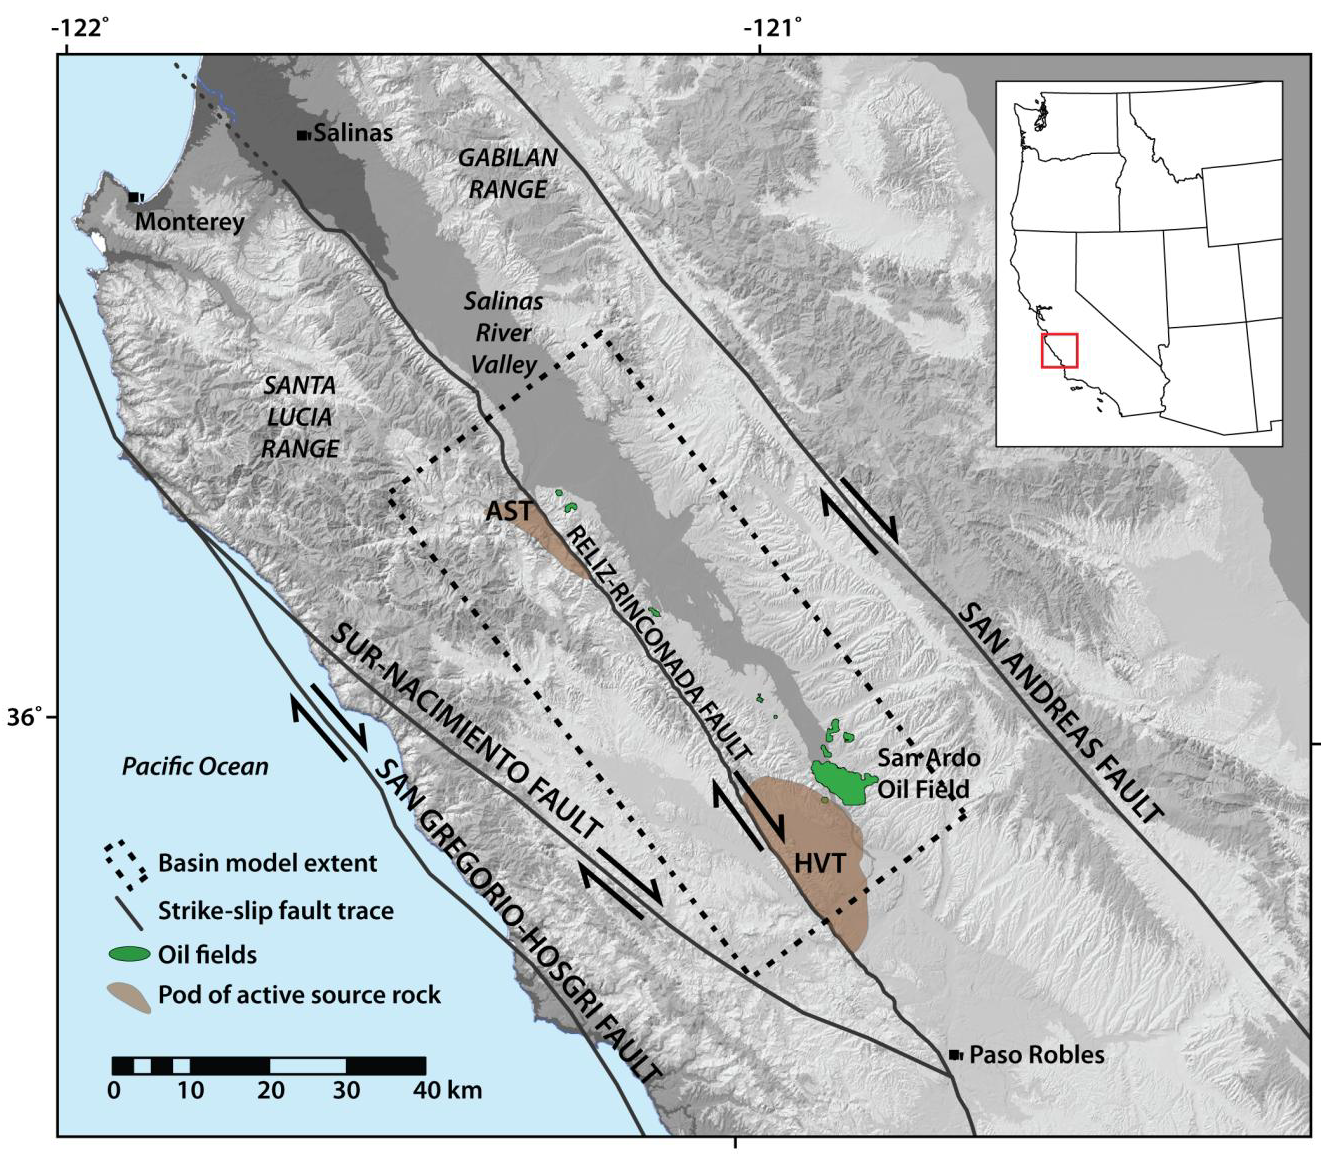 -122°
-121°
Salinas
GABILAN
RANGE
Monterey
Salinas
River
Valley
SANTA
LUCIA
RANGE
AST
RELIZ-RINCONADA FAULT
SAN ANDREAS FAULT
SUR-NACIMIENTO FAULT
36°
San Ardo
Oil Field
Pacific Ocean
SAN GREGORIO-HOSGRI FAULT
HVT
Basin model extent
Strike-slip fault trace
Oil fields
Pod of active source rock
Paso Robles
0 10 20 30 40 km